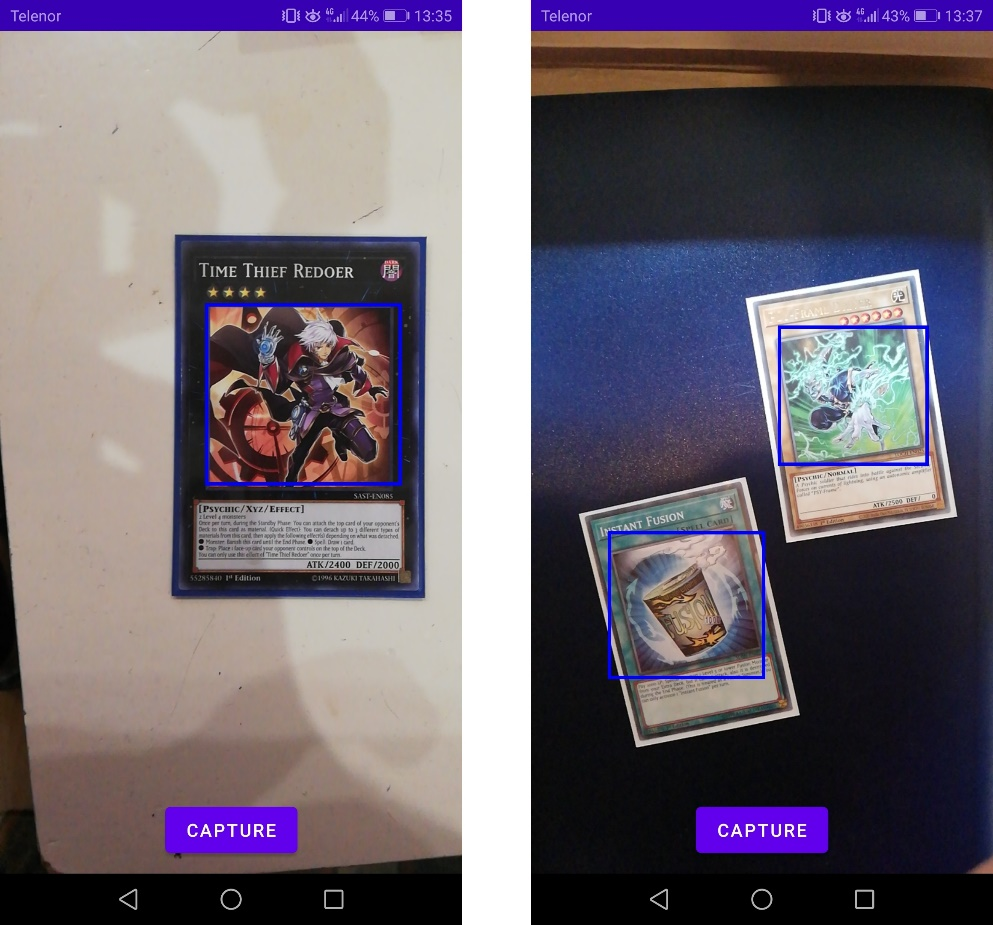 Telenor 4G 44% 13:35
TIME THIEF REDOER
闇
SAST-EN085
[PSYCHIC/XYZ/EFFECT]
2 Level 4 monsters
Once per turn, during the Standby Phase: You can attach the top card of your opponent's
Deck to this card as material. (Quick Effect): You can detach up to 3 different types of
materials from this card, then apply the following effect(s) depending on what was detached.
● Monster: Banish this card until the End Phase. ● Spell: Draw 1 card.
● Trap: Place 1 face-up card your opponent controls on the top of the Deck.
You can only use this effect of "Time Thief Redoer" once per turn.
ATK/2400 DEF/2000
55285840 1st Edition ©1996 KAZUKI TAKAHASHI
CAPTURE
Telenor 4G 43% 13:37
光
[PSYCHIC/NORMAL]
ATK/2500 DEF/ 0
1st Edition
INSTANT FUSION
SPELL CARD]
FUSION
CAPTURE